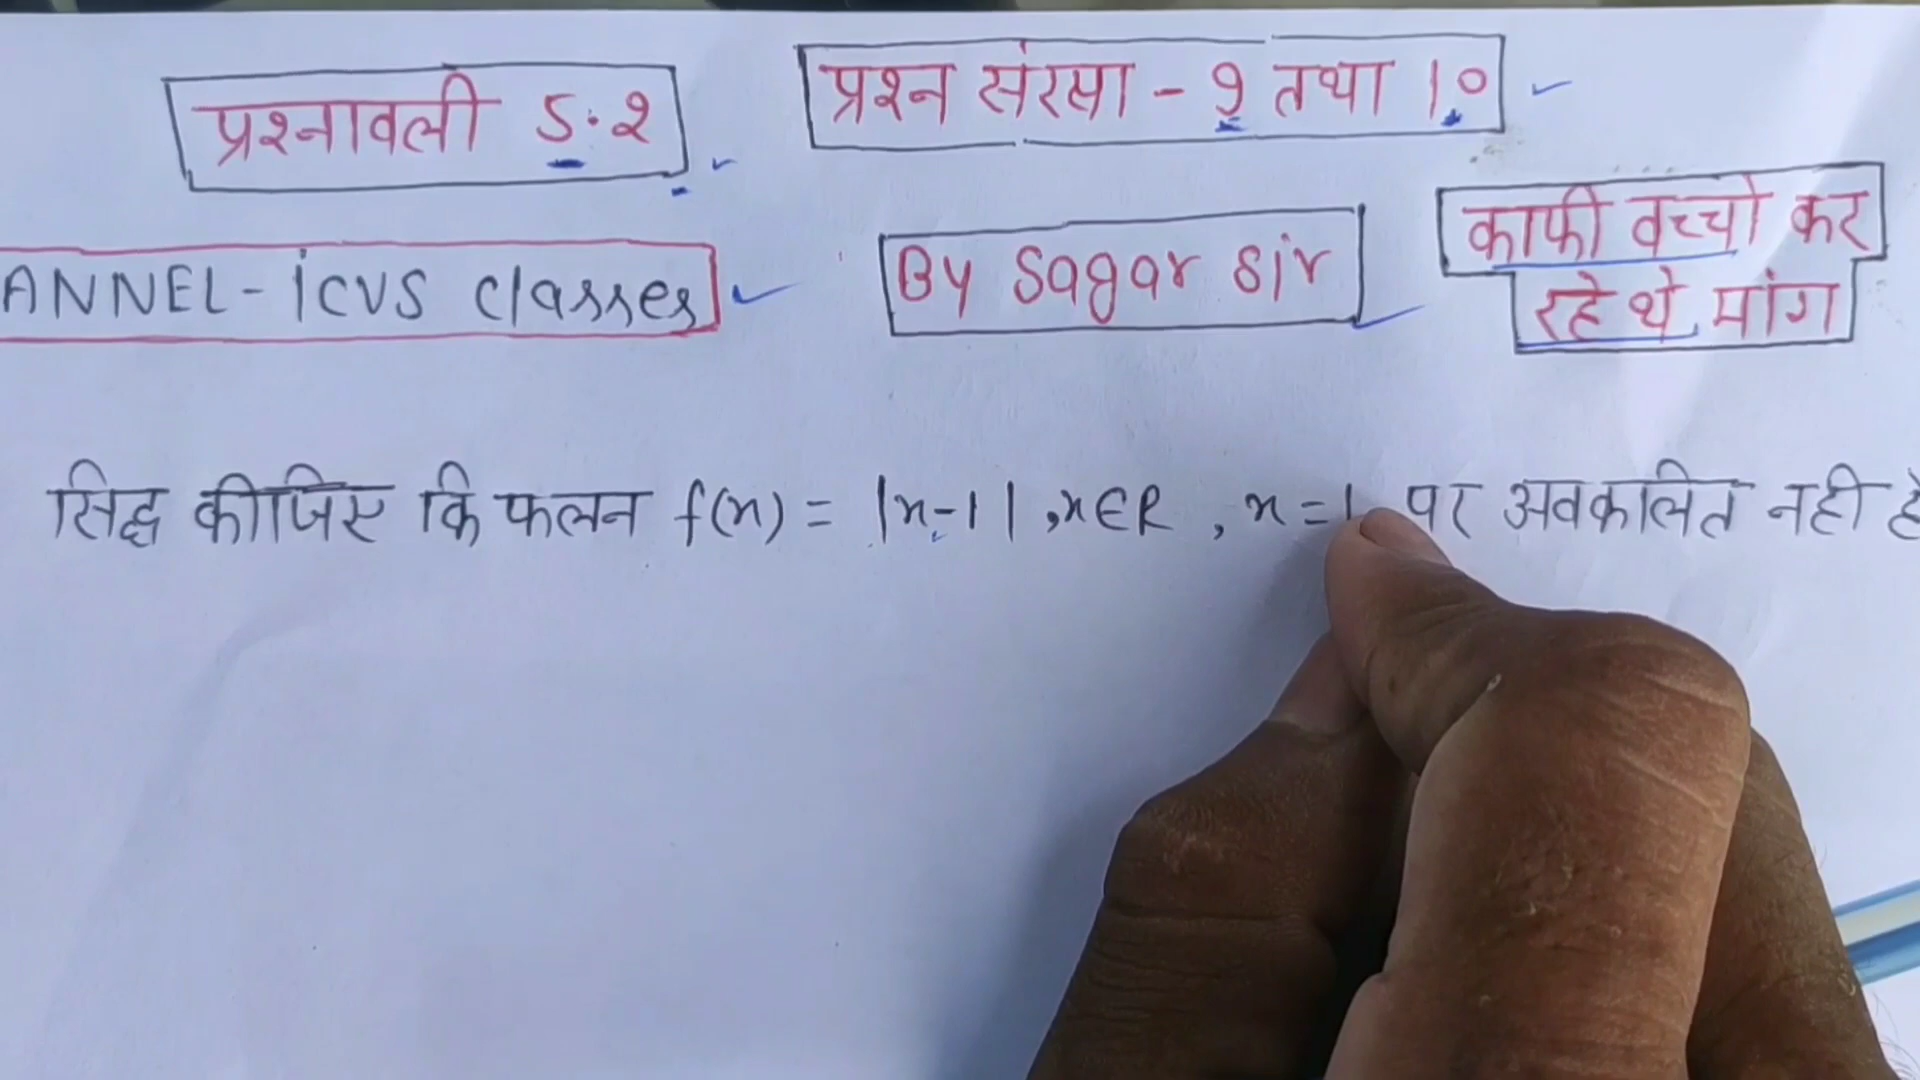 प्रश्नावली 5.2
प्रश्न संख्या - 9 तथा 10
ANNEL - iCVS Classes
By Sagar Sir
काफी बच्चो कर
रहे थे मांग
सिद्ध कीजिए कि फलन f(x) = |x-1| , x∈R , x=1 पर अवकलित नही है